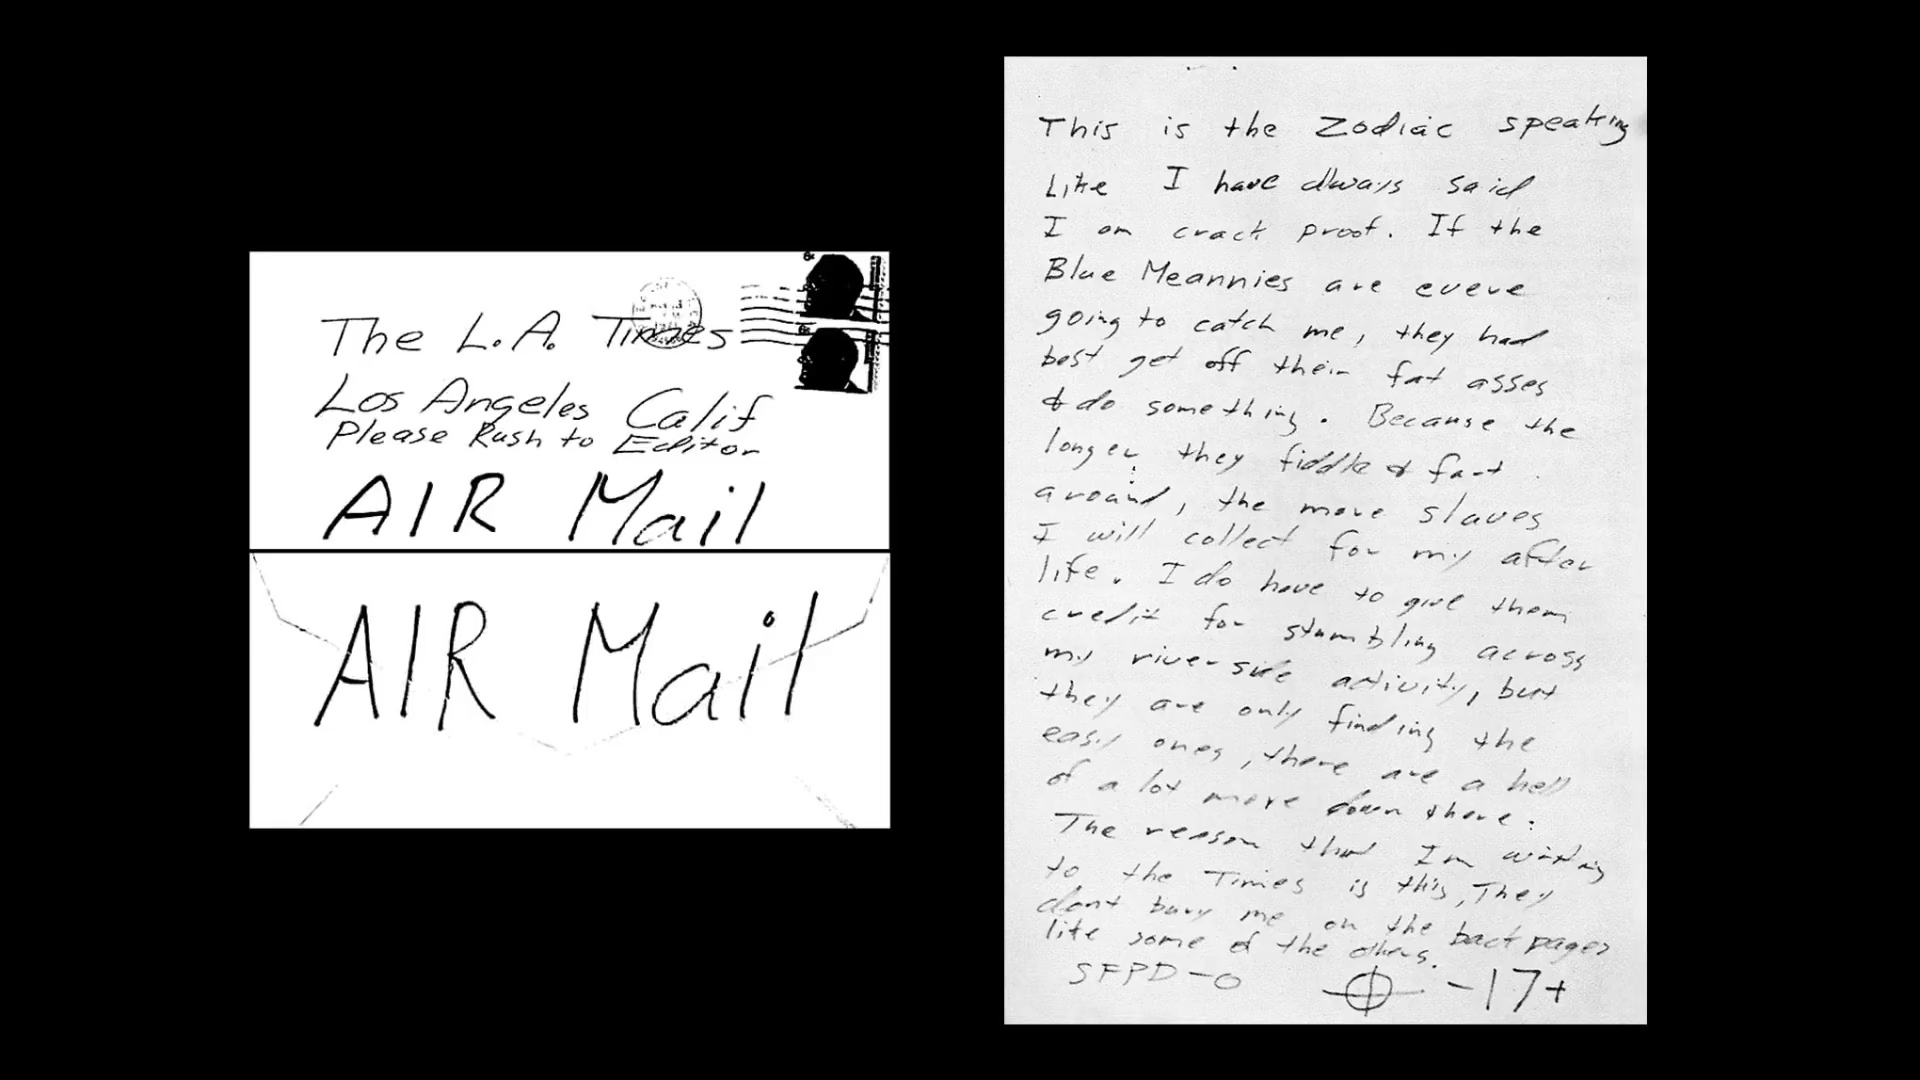 The L.A. Times
Los Angeles Calif
Please Rush to Editor
AIR Mail
AIR Mail
6c
6c
This is the Zodiac speaking
Like I have always said
I am crack proof. If the
Blue Meannies are evere
going to catch me, they had
best get off their fat asses
& do something. Because the
longer they fiddle & fart
around, the more slaves
I will collect for my after
life. I do have to give them
credit for stumbling across
my riverside activity, but
they are only finding the
easy ones, there are a hell
of a lot more down there.
The reason that Im writing
to the Times is this, They
dont bury me on the back pages
like some of the others.
SFPD-0 -17+